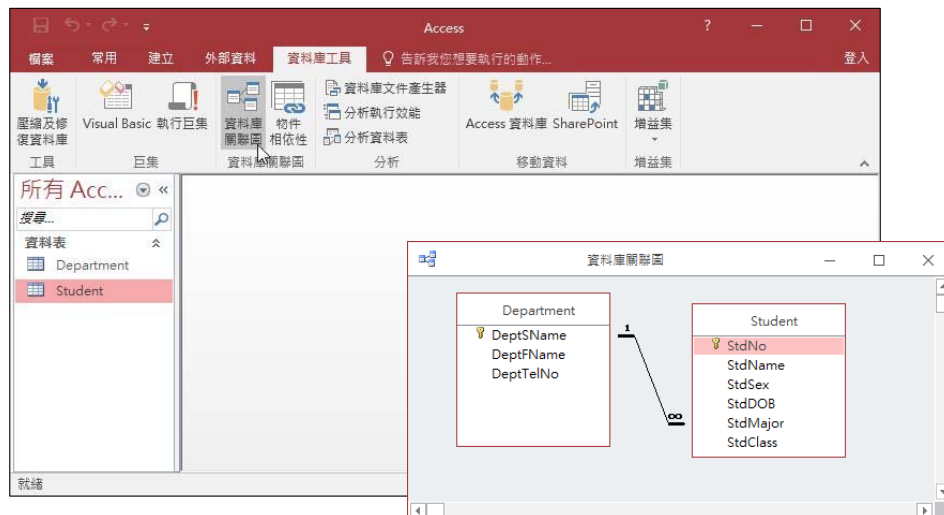 Access
檔案 常用 建立 外部資料 資料庫工具 告訴我您想要執行的動作... 登入
壓縮及修復資料庫
Visual Basic 執行巨集
資料庫關聯圖
物件相依性
資料庫文件產生器
分析執行效能
分析資料表
Access 資料庫 SharePoint
增益集
工具 巨集 資料庫關聯圖 分析 移動資料 增益集
所有 Acc...
搜尋...
資料表
Department
Student
就緒
資料庫關聯圖
Department
DeptSName
DeptFName
DeptTelNo
1
∞
Student
StdNo
StdName
StdSex
StdDOB
StdMajor
StdClass